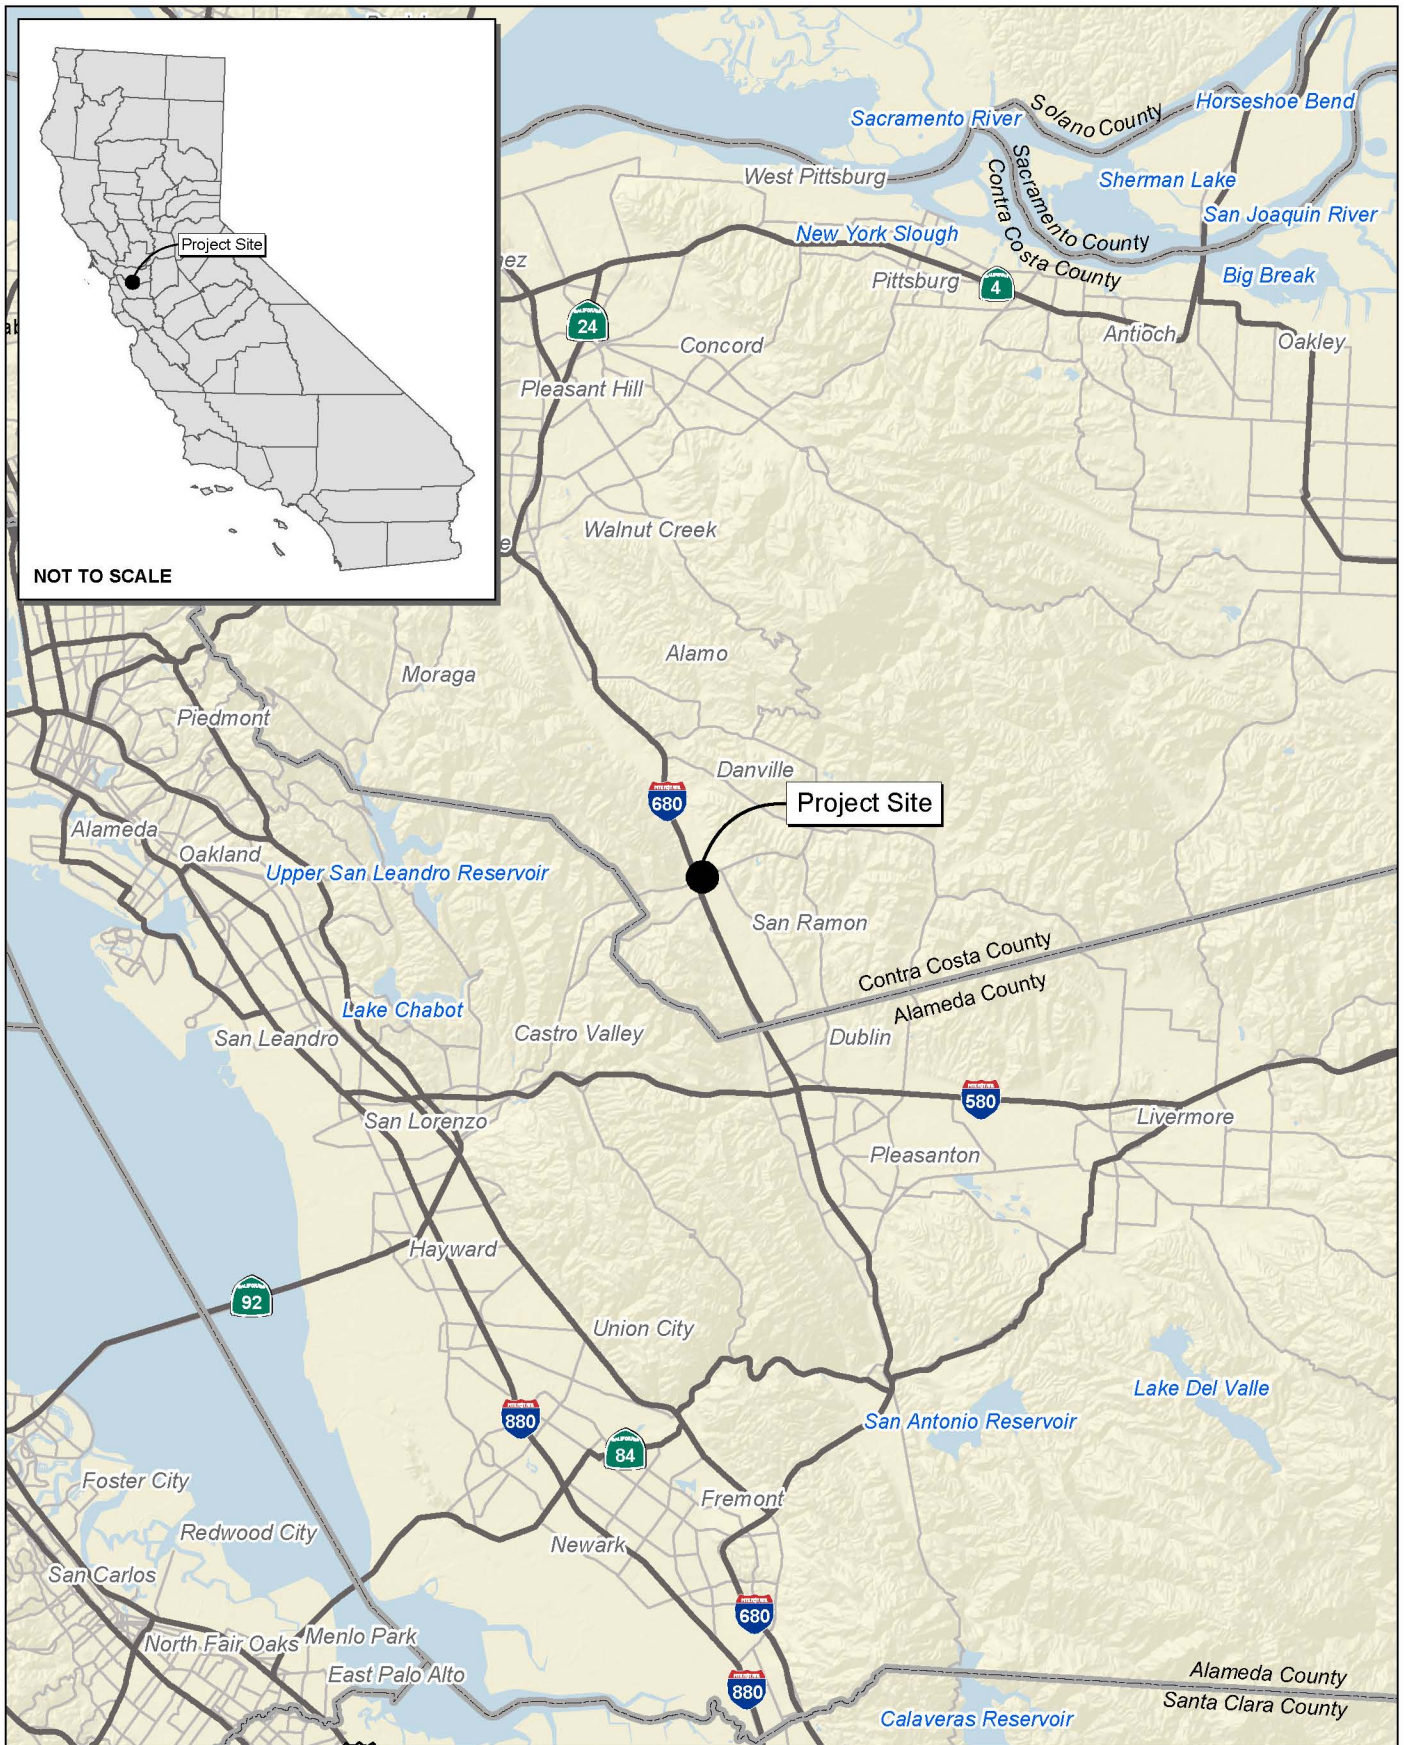 Project Site
NOT TO SCALE
Horseshoe Bend
Solano County
Sacramento River
West Pittsburg
Sherman Lake
Sacramento County
Contra Costa County
San Joaquin River
New York Slough
ez
Pittsburg
4
Big Break
24
Antioch
Oakley
Concord
Pleasant Hill
Walnut Creek
e
Alamo
Moraga
Piedmont
Danville
680
Project Site
Alameda
Oakland
Upper San Leandro Reservoir
San Ramon
Contra Costa County
Alameda County
Lake Chabot
San Leandro
Castro Valley
Dublin
580
San Lorenzo
Livermore
Pleasanton
Hayward
92
Union City
Lake Del Valle
880
San Antonio Reservoir
84
Foster City
Fremont
Redwood City
Newark
San Carlos
680
North Fair Oaks
Menlo Park
East Palo Alto
880
Alameda County
Santa Clara County
Calaveras Reservoir